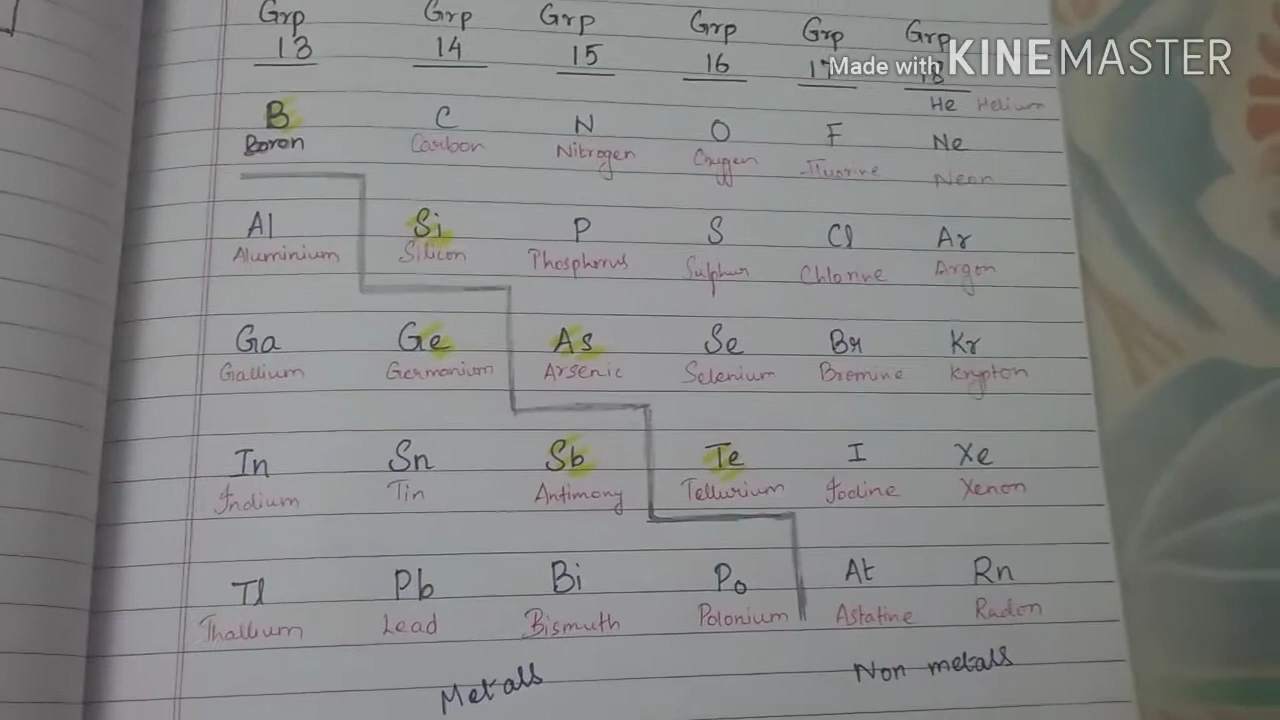 Grp Grp Grp Grp Grp Grp
13 14 15 16 17 18
Made with KINEMASTER
He Helium
B C N O F Ne
Boron Carbon Nitrogen Oxygen Fluorine Neon
Al Si P S Cl Ar
Aluminium Silicon Phosphorus Sulphur Chlorine Argon
Ga Ge As Se Br Kr
Gallium Germanium Arsenic Selenium Bromine Krypton
In Sn Sb Te I Xe
Indium Tin Antimony Tellurium Iodine Xenon
Tl Pb Bi Po At Rn
Thallium Lead Bismuth Polonium Astatine Radon
Metals Non metals